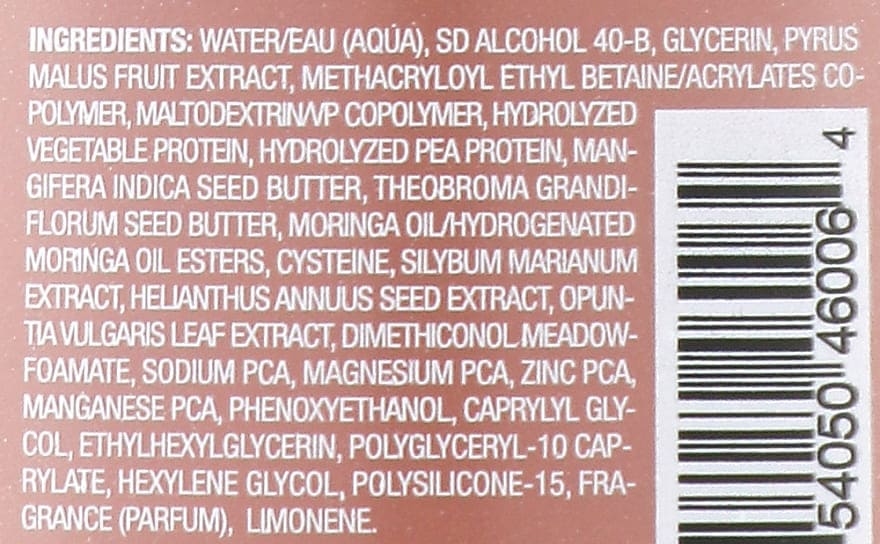 INGREDIENTS: WATER/EAU (AQUA), SD ALCOHOL 40-B, GLYCERIN, PYRUS
MALUS FRUIT EXTRACT, METHACRYLOYL ETHYL BETAINE/ACRYLATES CO-
POLYMER, MALTODEXTRIN/VP COPOLYMER, HYDROLYZED
VEGETABLE PROTEIN, HYDROLYZED PEA PROTEIN, MAN-
GIFERA INDICA SEED BUTTER, THEOBROMA GRANDI-
FLORUM SEED BUTTER, MORINGA OIL/HYDROGENATED
MORINGA OIL ESTERS, CYSTEINE, SILYBUM MARIANUM
EXTRACT, HELIANTHUS ANNUUS SEED EXTRACT, OPUN-
TIA VULGARIS LEAF EXTRACT, DIMETHICONOL MEADOW-
FOAMATE, SODIUM PCA, MAGNESIUM PCA, ZINC PCA,
MANGANESE PCA, PHENOXYETHANOL, CAPRYLYL GLY-
COL, ETHYLHEXYLGLYCERIN, POLYGLYCERYL-10 CAP-
RYLATE, HEXYLENE GLYCOL, POLYSILICONE-15, FRA-
GRANCE (PARFUM), LIMONENE.
54050 46006 4